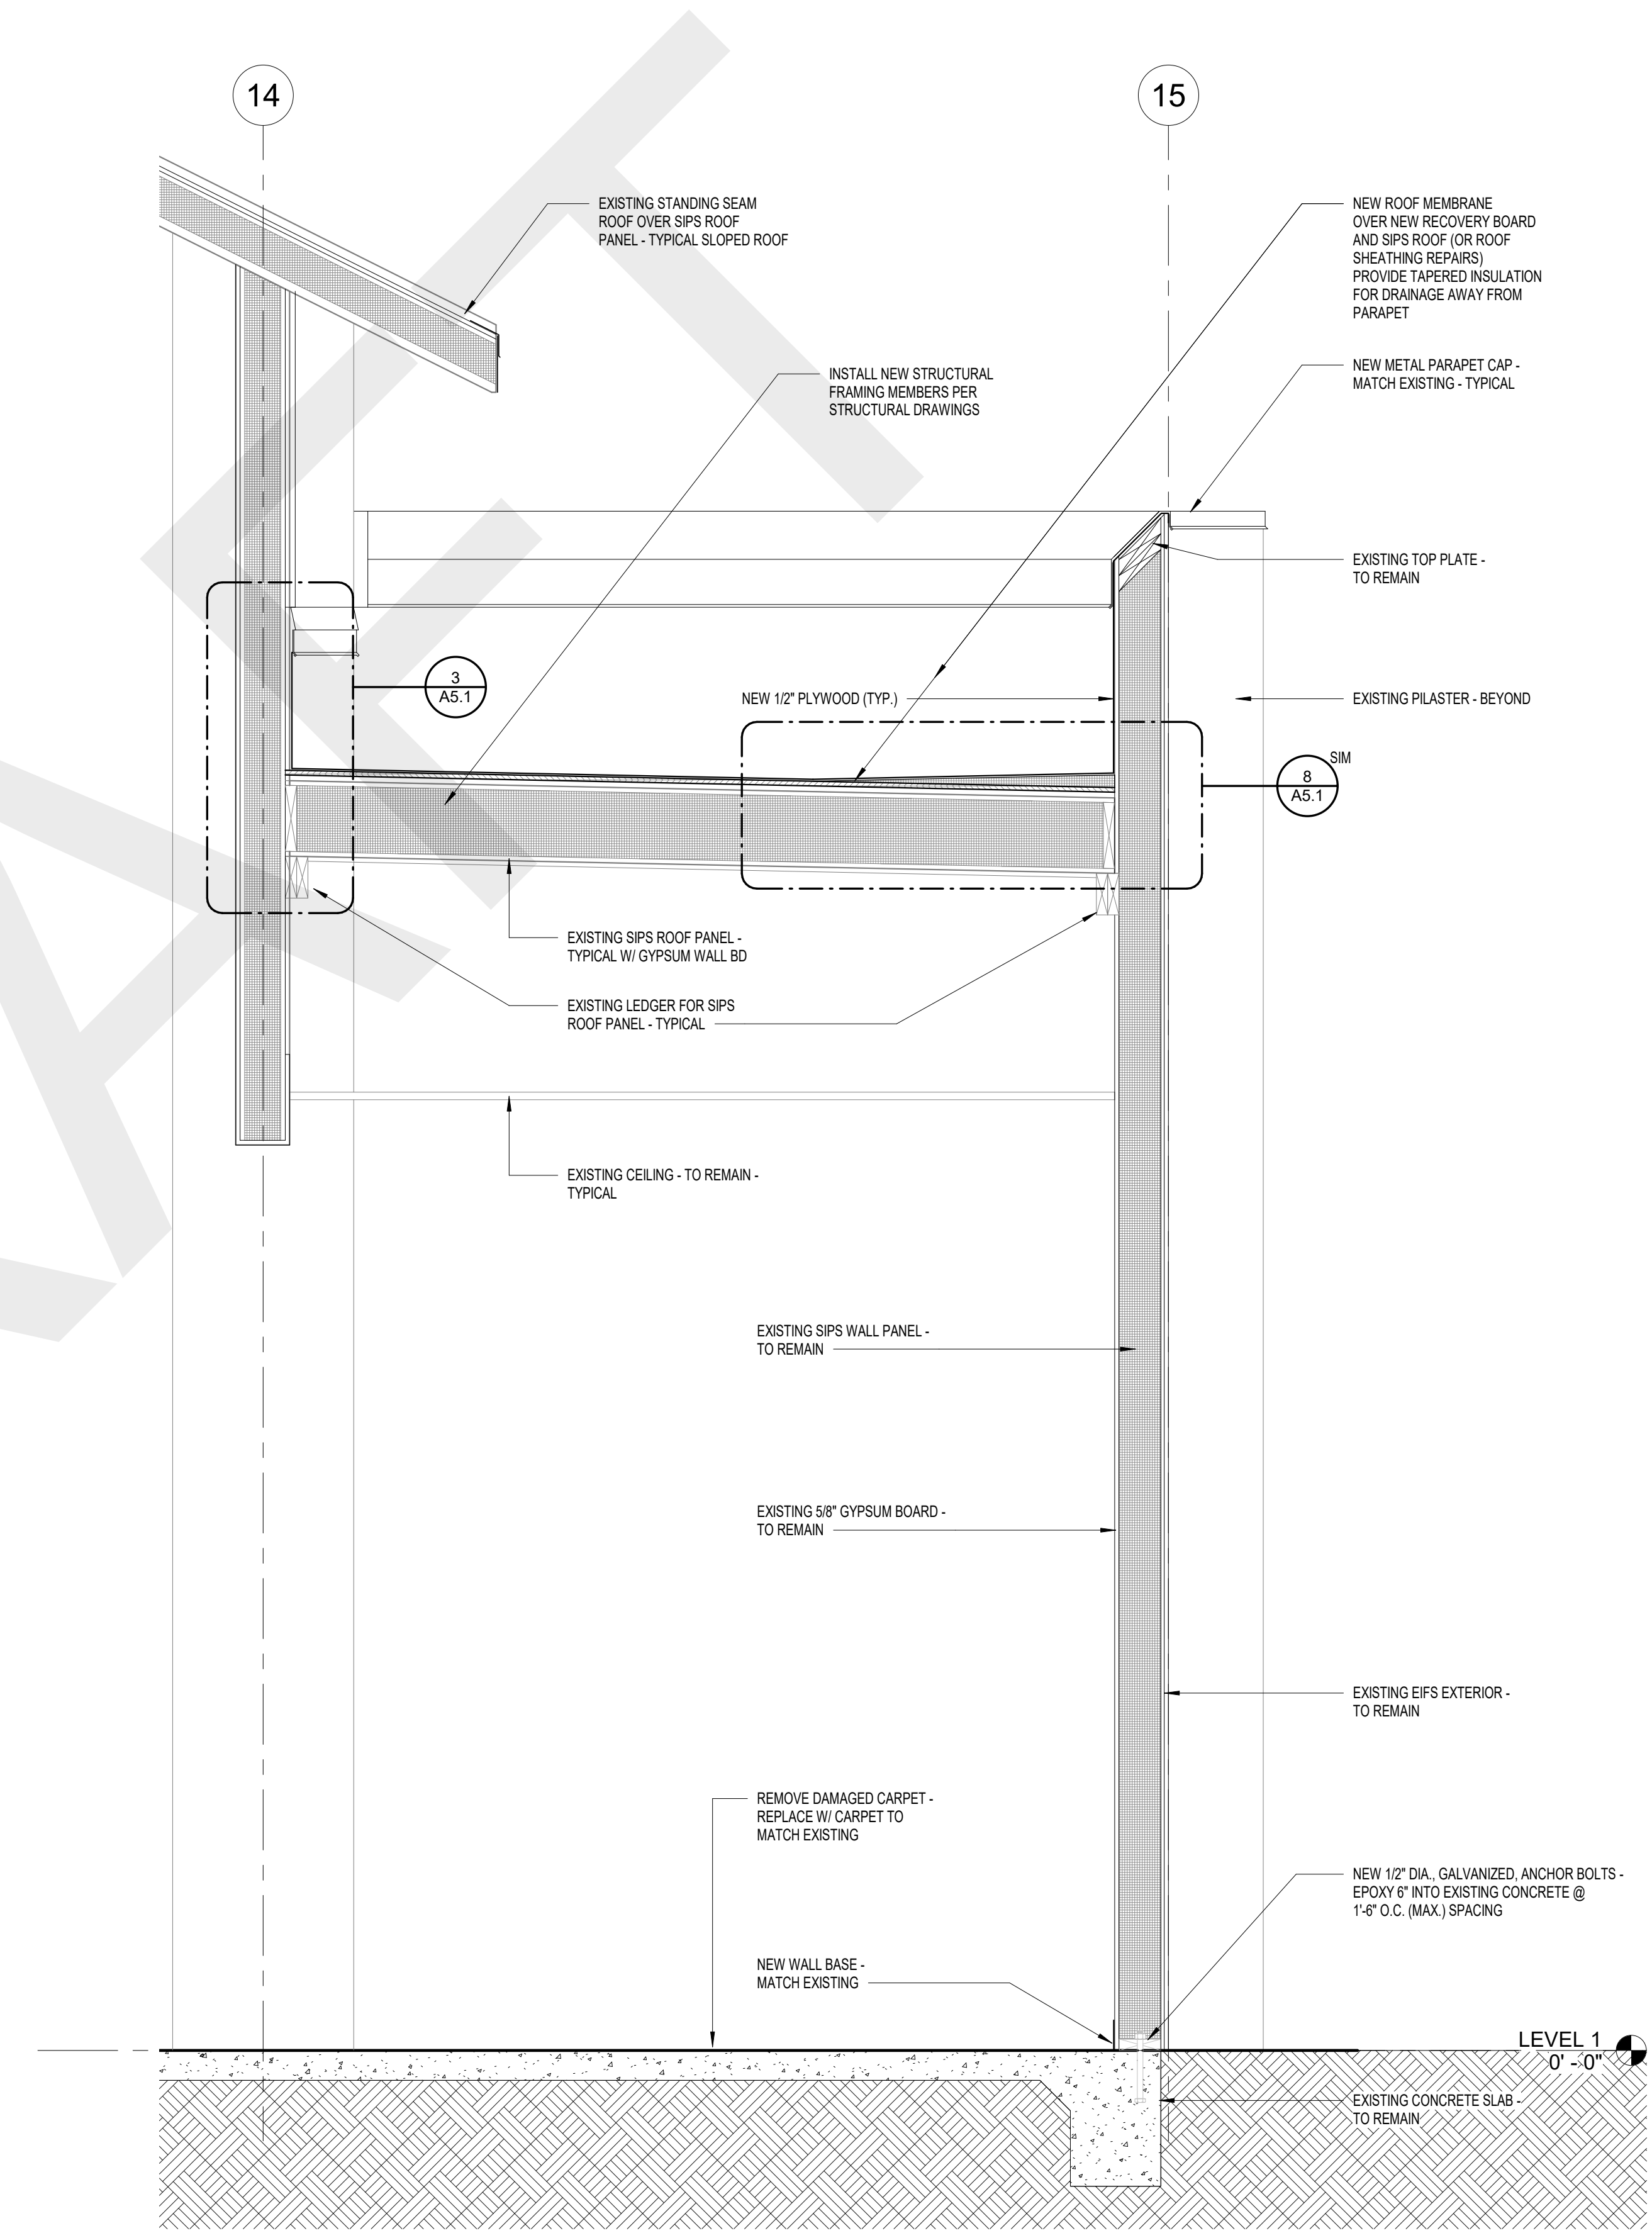 14
15
EXISTING STANDING SEAM
ROOF OVER SIPS ROOF
PANEL - TYPICAL SLOPED ROOF
NEW ROOF MEMBRANE
OVER NEW RECOVERY BOARD
AND SIPS ROOF (OR ROOF
SHEATHING REPAIRS)
PROVIDE TAPERED INSULATION
FOR DRAINAGE AWAY FROM
PARAPET
INSTALL NEW STRUCTURAL
FRAMING MEMBERS PER
STRUCTURAL DRAWINGS
NEW METAL PARAPET CAP -
MATCH EXISTING - TYPICAL
EXISTING TOP PLATE -
TO REMAIN
3
A5.1
NEW 1/2" PLYWOOD (TYP.)
EXISTING PILASTER - BEYOND
SIM
8
A5.1
EXISTING SIPS ROOF PANEL -
TYPICAL W/ GYPSUM WALL BD
EXISTING LEDGER FOR SIPS
ROOF PANEL - TYPICAL
EXISTING CEILING - TO REMAIN -
TYPICAL
EXISTING SIPS WALL PANEL -
TO REMAIN
EXISTING 5/8" GYPSUM BOARD -
TO REMAIN
EXISTING EIFS EXTERIOR -
TO REMAIN
REMOVE DAMAGED CARPET -
REPLACE W/ CARPET TO
MATCH EXISTING
NEW 1/2" DIA., GALVANIZED, ANCHOR BOLTS -
EPOXY 6" INTO EXISTING CONCRETE @
1'-6" O.C. (MAX.) SPACING
NEW WALL BASE -
MATCH EXISTING
LEVEL 1
0' - 0"
EXISTING CONCRETE SLAB -
TO REMAIN
AFT